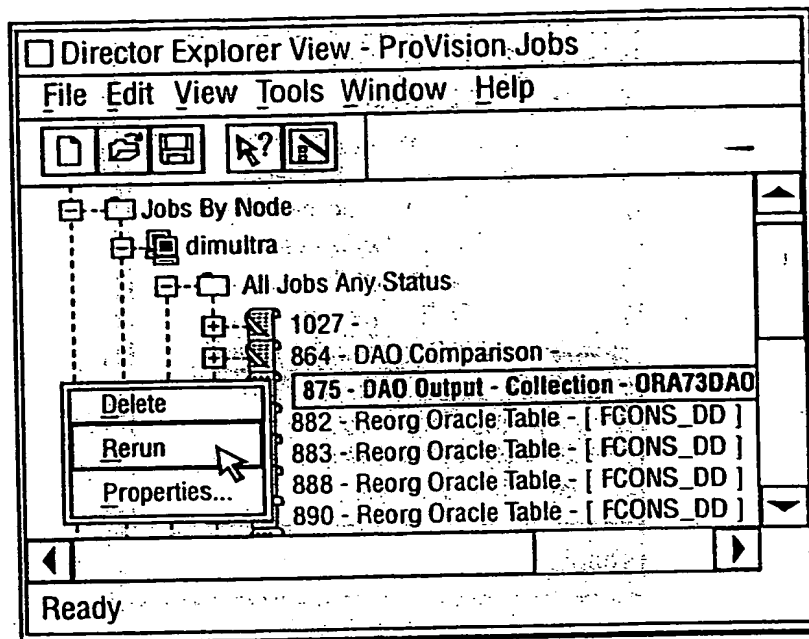 Director Explorer View - ProVision Jobs
File Edit View Tools Window Help
?
Jobs By Node
dimultra
All Jobs Any Status
1027 -
864 - DAO Comparison
875 - DAO Output - Collection - ORA73DAO
Delete
882 - Reorg Oracle Table - [ FCONS_DD ]
Rerun
883 - Reorg Oracle Table - [ FCONS_DD ]
888 - Reorg Oracle Table - [ FCONS_DD ]
Properties...
890 - Reorg Oracle Table - [ FCONS_DD ]
Ready